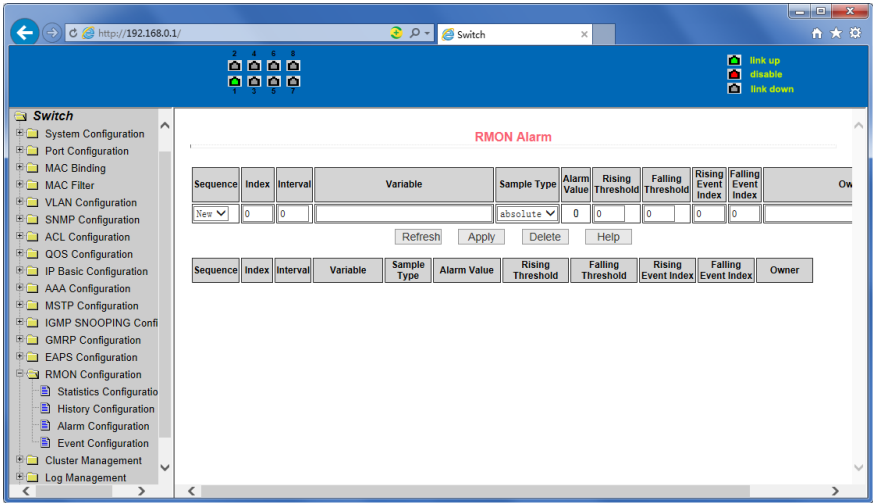 http://192.168.0.1/
Switch
2 4 6 8
1 3 5 7
link up
disable
link down
Switch
System Configuration
Port Configuration
MAC Binding
MAC Filter
VLAN Configuration
SNMP Configuration
ACL Configuration
QOS Configuration
IP Basic Configuration
AAA Configuration
MSTP Configuration
IGMP SNOOPING Confi
GMRP Configuration
EAPS Configuration
RMON Configuration
Statistics Configuratio
History Configuration
Alarm Configuration
Event Configuration
Cluster Management
Log Management
RMON Alarm
Sequence Index Interval Variable Sample Type Alarm Value Rising Threshold Falling Threshold Rising Event Index Falling Event Index Ow
New 0 0 absolute 0 0 0 0 0
Refresh Apply Delete Help
Sequence Index Interval Variable Sample Type Alarm Value Rising Threshold Falling Threshold Rising Event Index Falling Event Index Owner